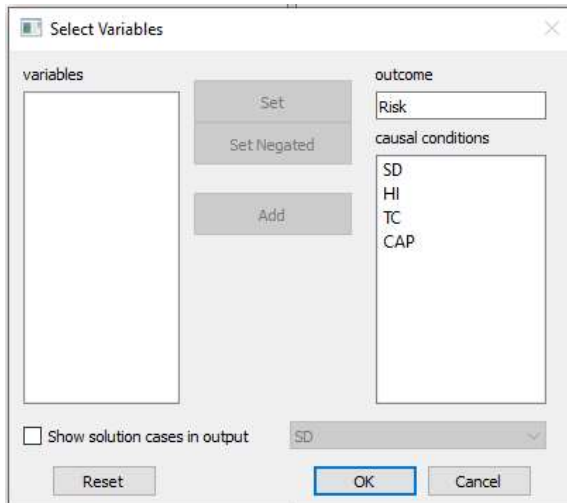 Select Variables
variables
outcome
Set
Risk
Set Negated
causal conditions
SD
HI
TC
CAP
Add
Show solution cases in output
SD
Reset
OK
Cancel